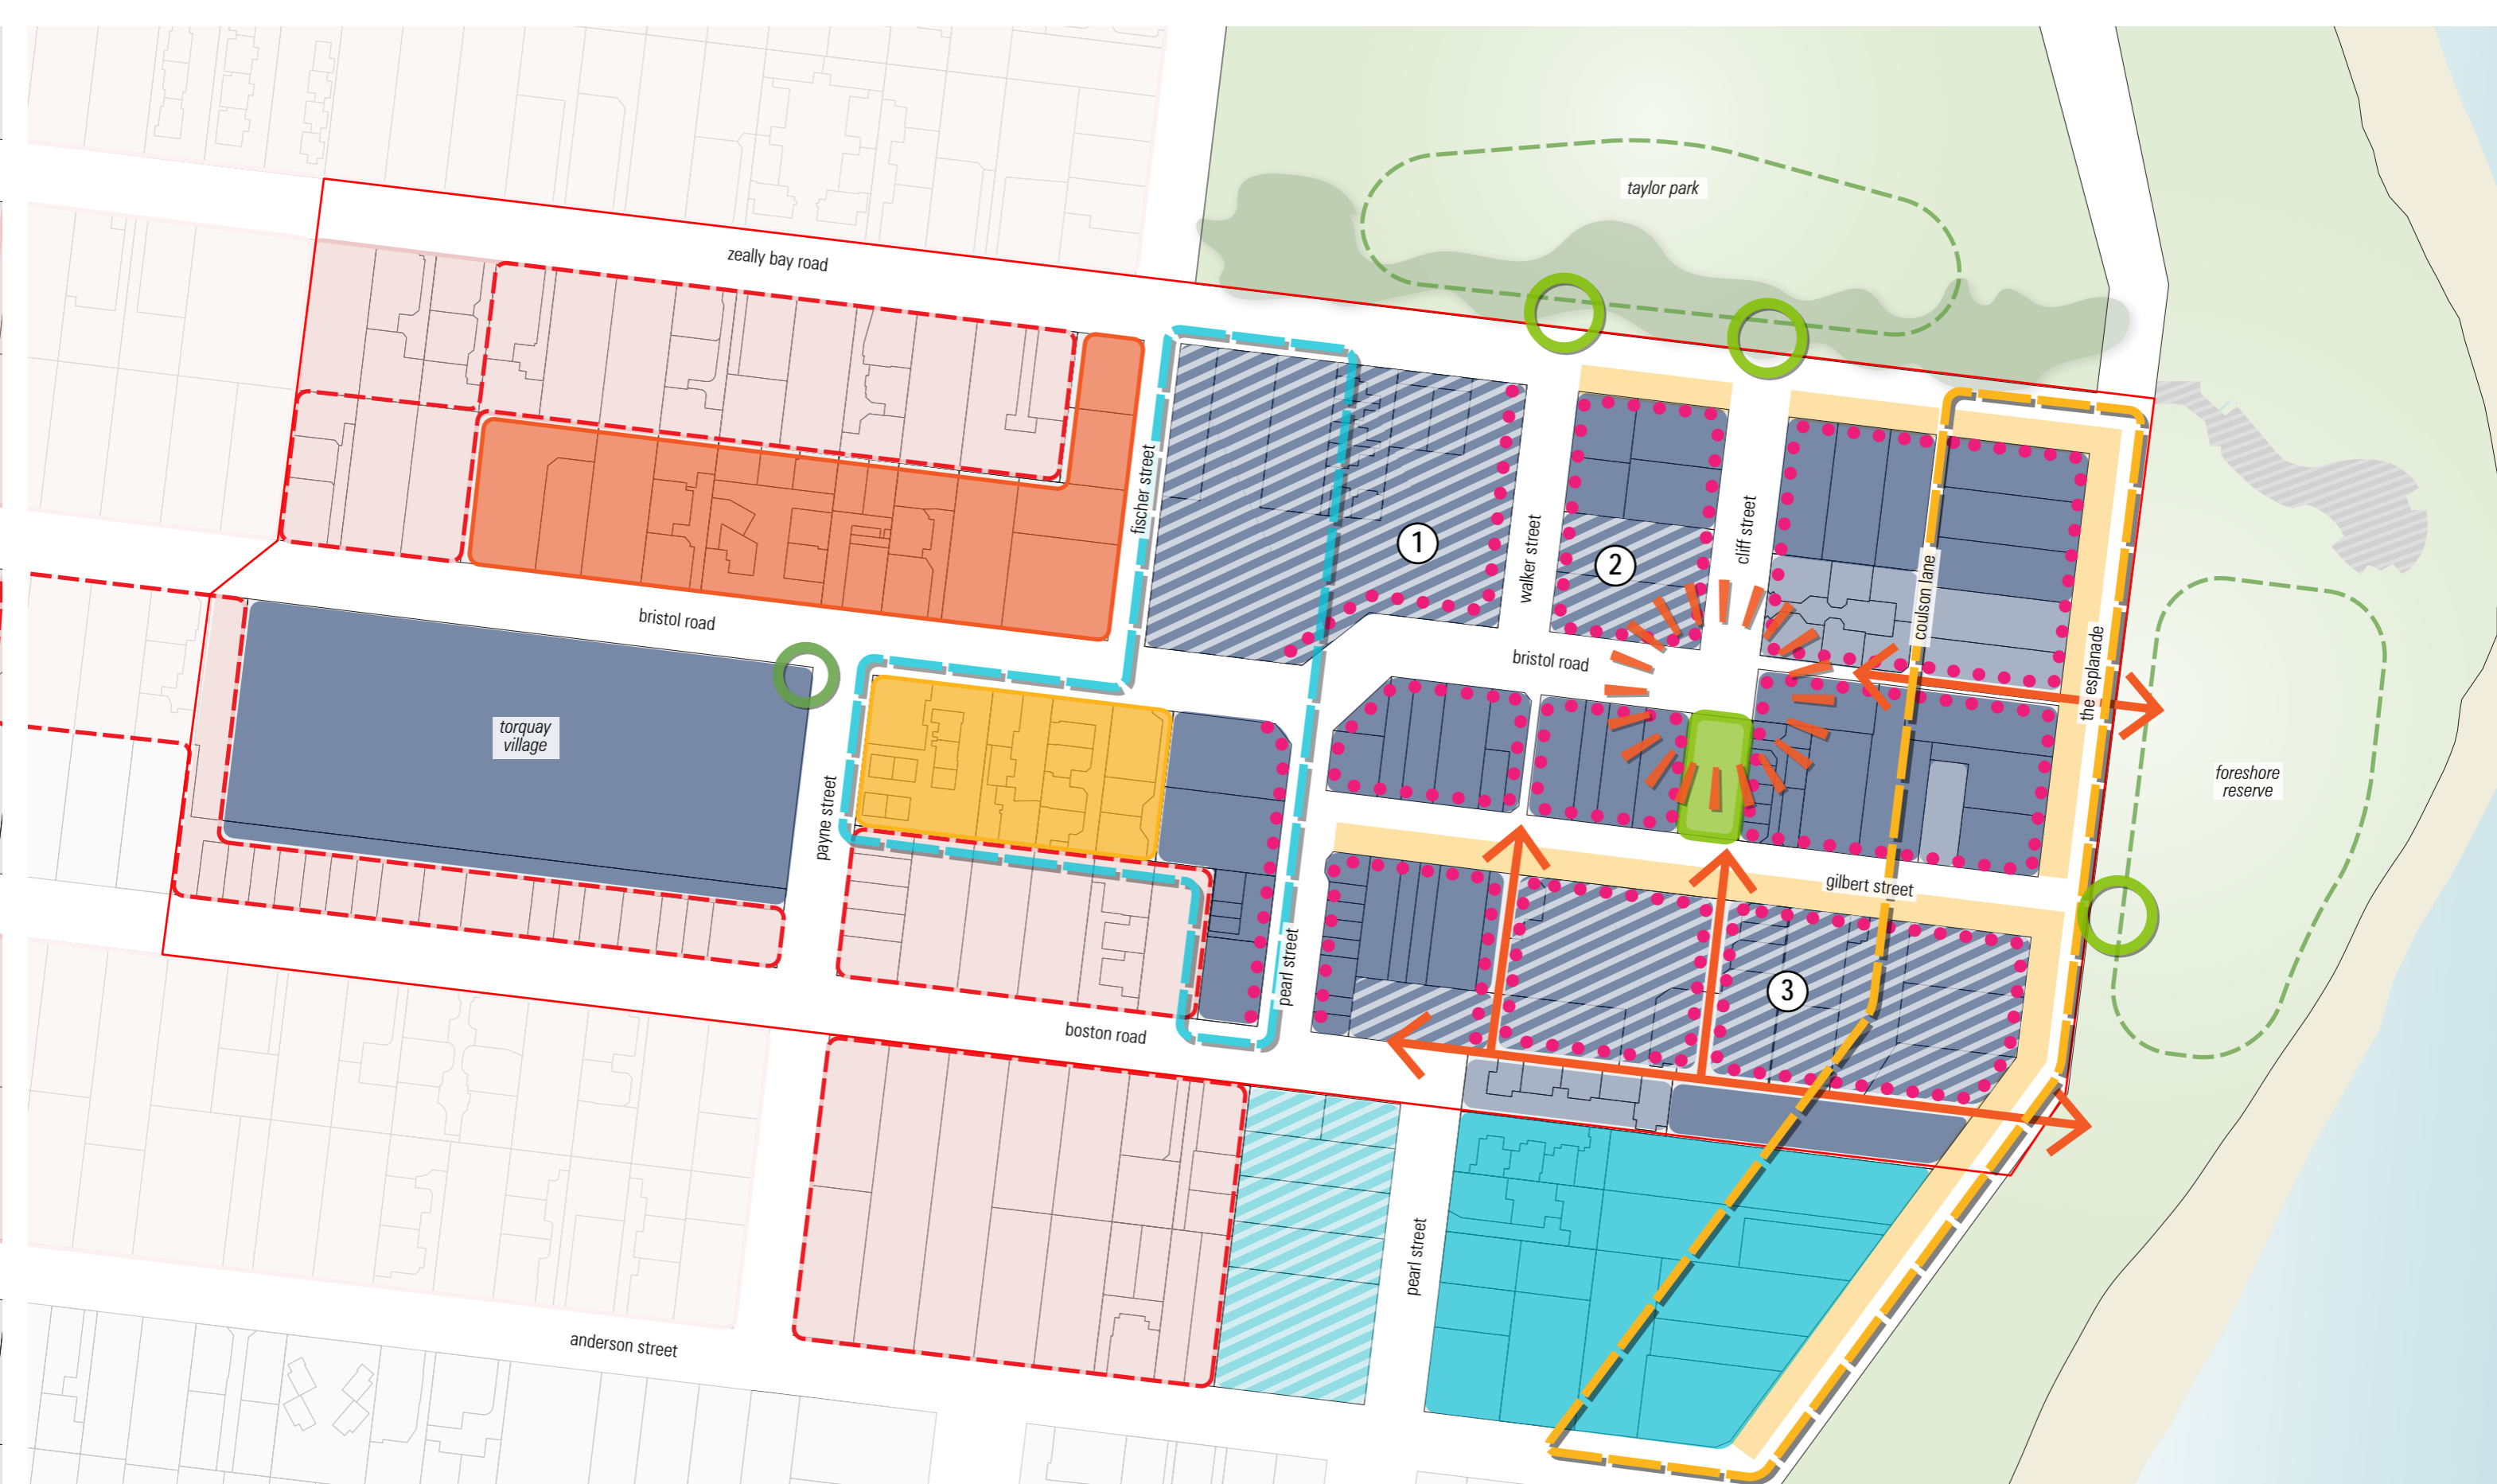 taylor park
zeally bay road
fischer street
1
2
walker street
cliff street
coulson lane
bristol road
bristol road
the esplanade
torquay
village
payne street
foreshore
reserve
gilbert street
pearl street
3
boston road
pearl street
anderson street